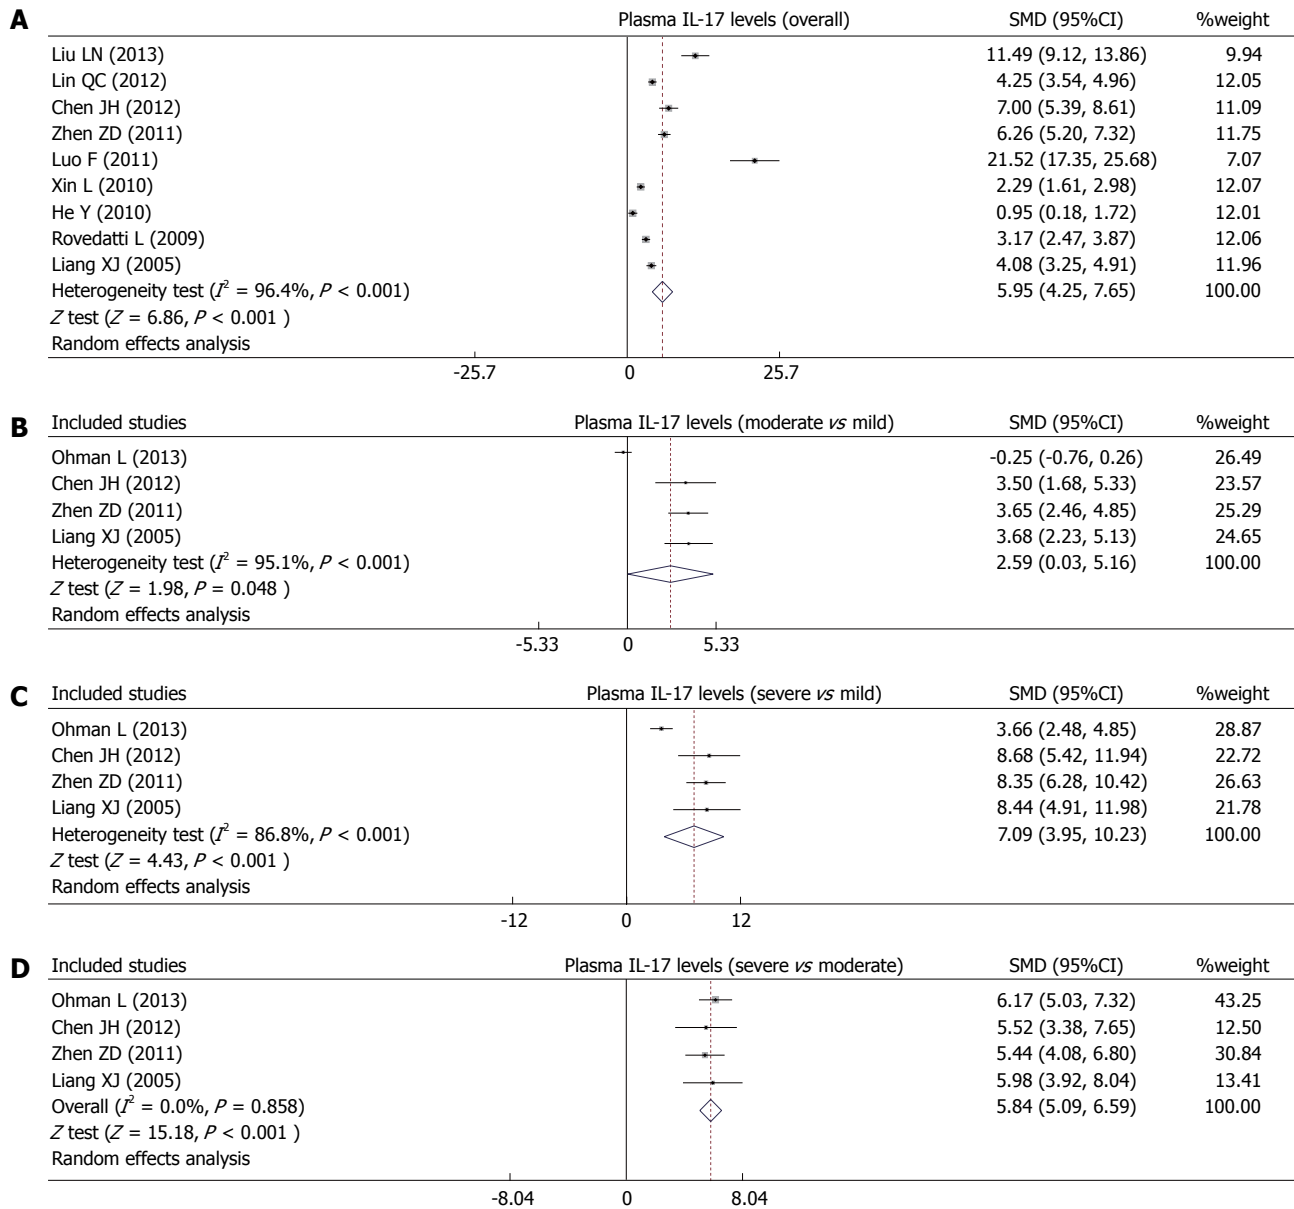 A Plasma IL-17 levels (overall) SMD (95%CI) %weight
Liu LN (2013) 11.49 (9.12, 13.86) 9.94
Lin QC (2012) 4.25 (3.54, 4.96) 12.05
Chen JH (2012) 7.00 (5.39, 8.61) 11.09
Zhen ZD (2011) 6.26 (5.20, 7.32) 11.75
Luo F (2011) 21.52 (17.35, 25.68) 7.07
Xin L (2010) 2.29 (1.61, 2.98) 12.07
He Y (2010) 0.95 (0.18, 1.72) 12.01
Rovedatti L (2009) 3.17 (2.47, 3.87) 12.06
Liang XJ (2005) 4.08 (3.25, 4.91) 11.96
Heterogeneity test (I² = 96.4%, P < 0.001) 5.95 (4.25, 7.65) 100.00
Z test (Z = 6.86, P < 0.001 )
Random effects analysis
-25.7 0 25.7
B Included studies Plasma IL-17 levels (moderate vs mild) SMD (95%CI) %weight
Ohman L (2013) -0.25 (-0.76, 0.26) 26.49
Chen JH (2012) 3.50 (1.68, 5.33) 23.57
Zhen ZD (2011) 3.65 (2.46, 4.85) 25.29
Liang XJ (2005) 3.68 (2.23, 5.13) 24.65
Heterogeneity test (I² = 95.1%, P < 0.001) 2.59 (0.03, 5.16) 100.00
Z test (Z = 1.98, P = 0.048 )
Random effects analysis
-5.33 0 5.33
C Included studies Plasma IL-17 levels (severe vs mild) SMD (95%CI) %weight
Ohman L (2013) 3.66 (2.48, 4.85) 28.87
Chen JH (2012) 8.68 (5.42, 11.94) 22.72
Zhen ZD (2011) 8.35 (6.28, 10.42) 26.63
Liang XJ (2005) 8.44 (4.91, 11.98) 21.78
Heterogeneity test (I² = 86.8%, P < 0.001) 7.09 (3.95, 10.23) 100.00
Z test (Z = 4.43, P < 0.001 )
Random effects analysis
-12 0 12
D Included studies Plasma IL-17 levels (severe vs moderate) SMD (95%CI) %weight
Ohman L (2013) 6.17 (5.03, 7.32) 43.25
Chen JH (2012) 5.52 (3.38, 7.65) 12.50
Zhen ZD (2011) 5.44 (4.08, 6.80) 30.84
Liang XJ (2005) 5.98 (3.92, 8.04) 13.41
Overall (I² = 0.0%, P = 0.858) 5.84 (5.09, 6.59) 100.00
Z test (Z = 15.18, P < 0.001 )
Random effects analysis
-8.04 0 8.04